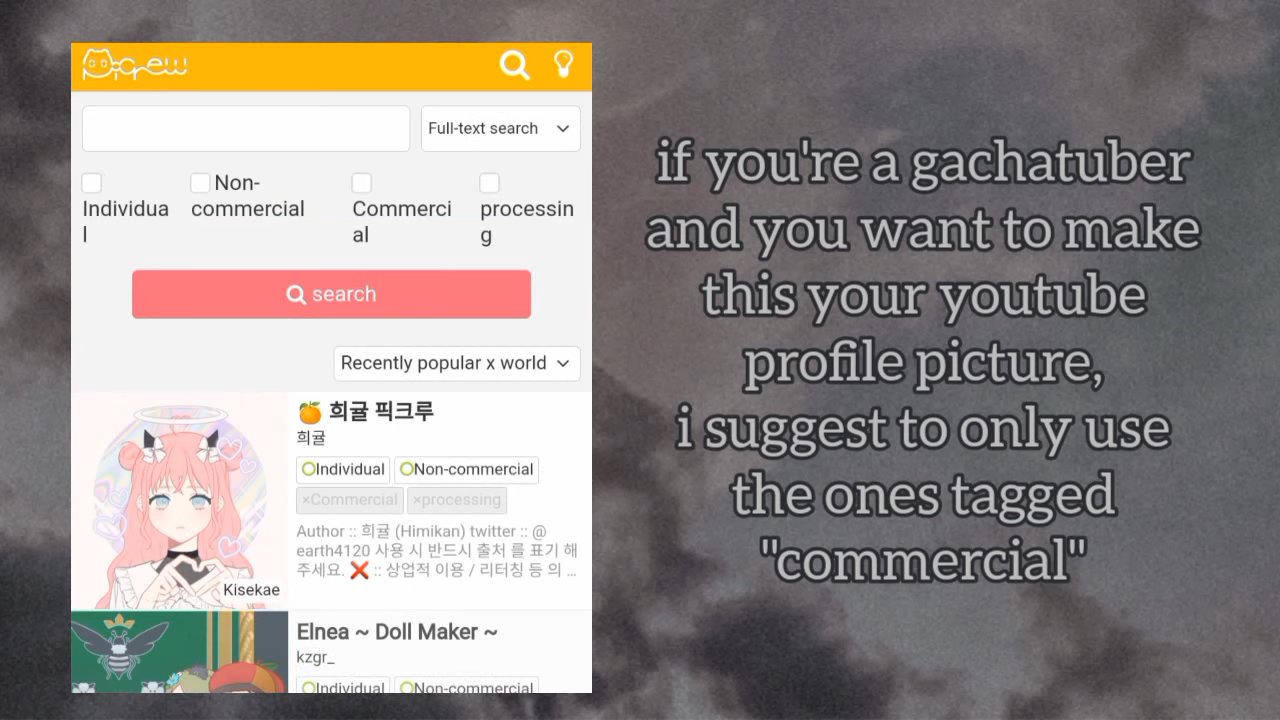 Picrew
Full-text search
Individua
l
Non-
commercial
Commerci
al
processin
g
search
Recently popular x world
🍊 희귤 픽크루
희귤
Individual Non-commercial
×Commercial ×processing
Author :: 희귤 (Himikan) twitter :: @
earth4120 사용 시 반드시 출처 를 표기 해
주세요. ❌ :: 상업적 이용 / 리터칭 등 의 ...
Kisekae
Elnea ~ Doll Maker ~
kzgr_
Individual Non-commercial
if you're a gachatuber
and you want to make
this your youtube
profile picture,
i suggest to only use
the ones tagged
"commercial"